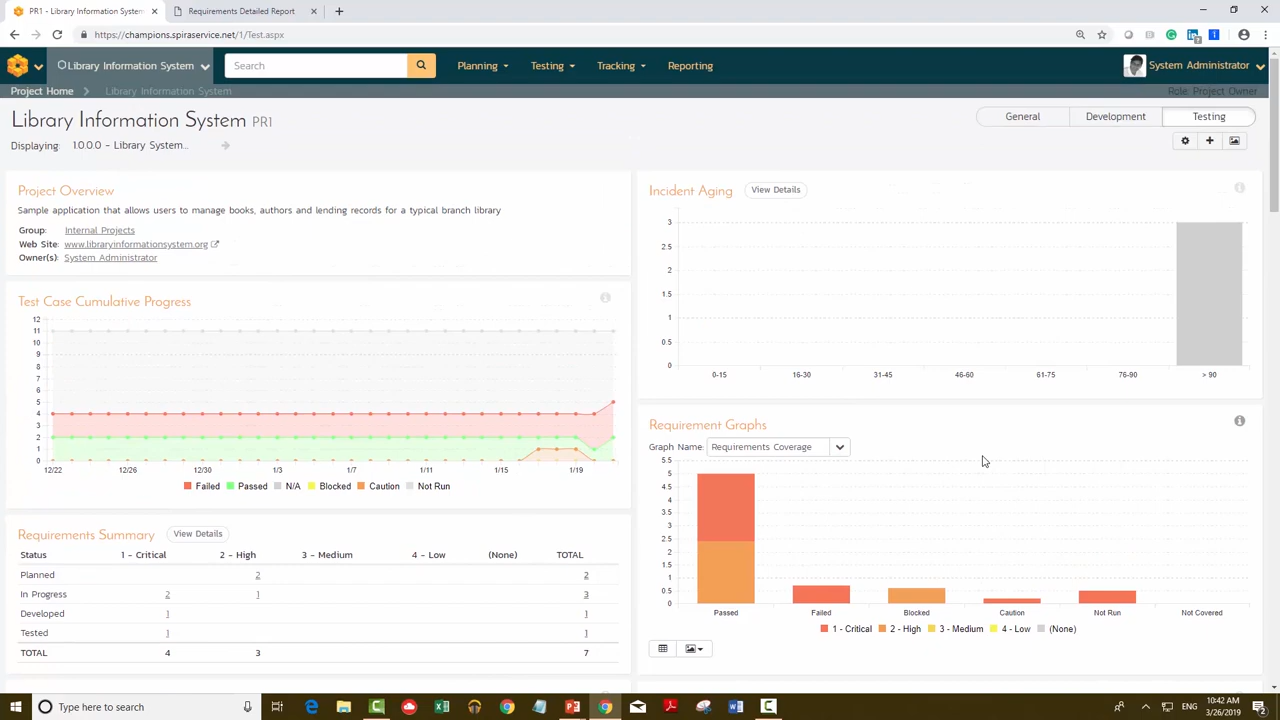 PR1 - Library Information System
Requirements Detailed Report
https://champions.spiraservice.net/1/Test.aspx
Library Information System
Search
Planning
Testing
Tracking
Reporting
System Administrator
Project Home
Library Information System
Role: Project Owner
Library Information System PR1
General
Development
Testing
Displaying: 1.0.0.0 - Library System...
Project Overview
Sample application that allows users to manage books, authors and lending records for a typical branch library
Group: Internal Projects
Web Site: www.libraryinformationsystem.org
Owner(s): System Administrator
Incident Aging
View Details
3
2.5
2
1.5
1
0.5
0
0-15 16-30 31-45 46-60 61-75 76-90 > 90
Test Case Cumulative Progress
12
11
10
9
8
7
6
5
4
3
2
1
0
12/22 12/26 12/30 1/3 1/7 1/11 1/15 1/19
Failed Passed N/A Blocked Caution Not Run
Requirement Graphs
Graph Name: Requirements Coverage
5.5
5
4.5
4
3.5
3
2.5
2
1.5
1
0.5
0
Passed Failed Blocked Caution Not Run Not Covered
1 - Critical 2 - High 3 - Medium 4 - Low (None)
Requirements Summary
View Details
Status 1 - Critical 2 - High 3 - Medium 4 - Low (None) TOTAL
Planned 2 2
In Progress 2 1 3
Developed 1 1
Tested 1 1
TOTAL 4 3 7
Type here to search
ENG
10:42 AM
3/26/2019